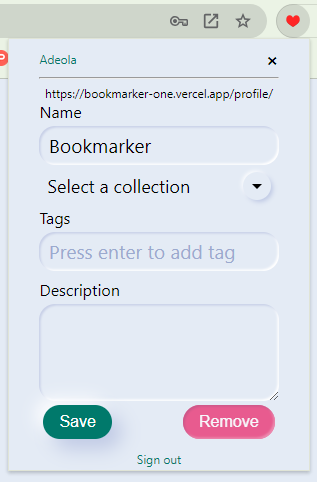 Adeola ×
https://bookmarker-one.vercel.app/profile/
Name
Bookmarker
Select a collection
Tags
Press enter to add tag
Description
Save Remove
Sign out